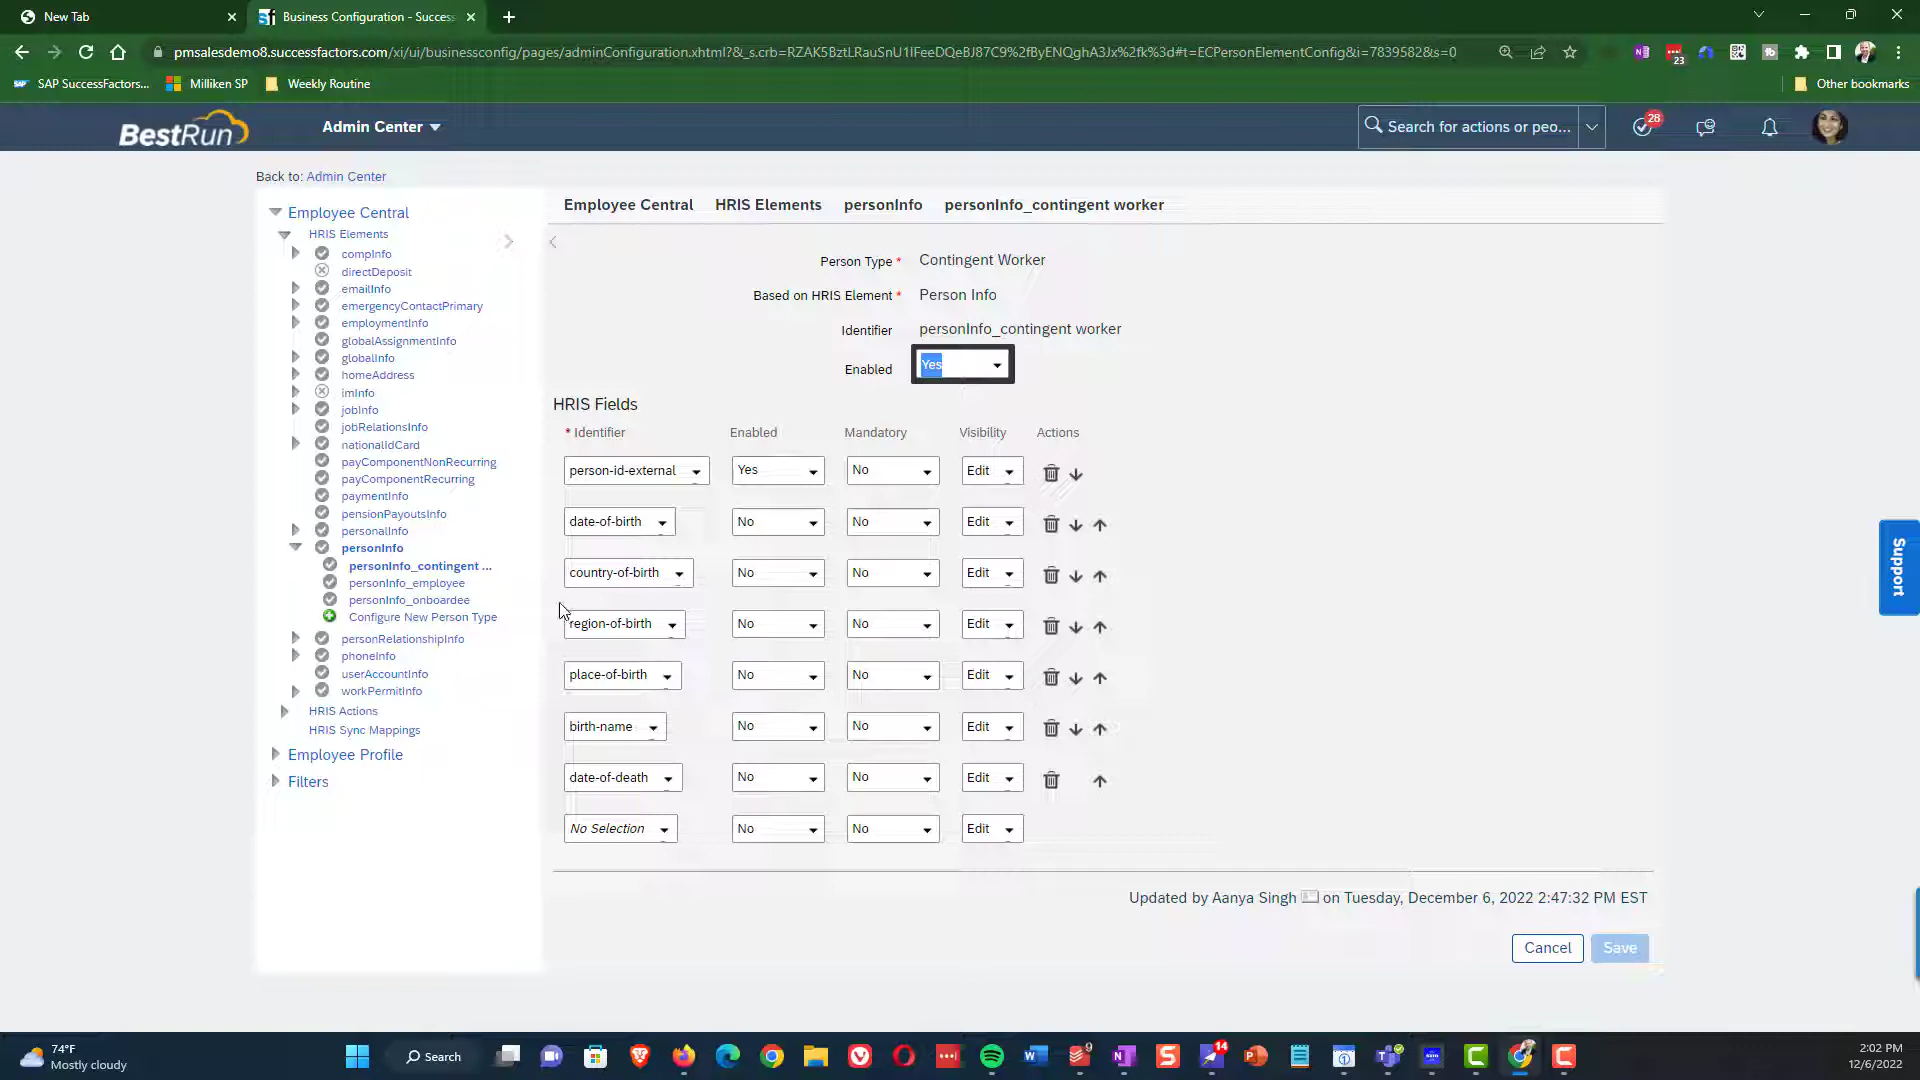 New Tab
Business Configuration - Success
pmsalesdemo8.successfactors.com/xi/ui/businessconfig/pages/adminConfiguration.xhtml?&_s.crb=RZAK5BztLRauSnU1lFeeDQeBJ87C9%2fByENQghA3Jx%2fk%3d#t=ECPersonElementConfig&i=7839582&s=0
23
SAP SuccessFactors...
Milliken SP
Weekly Routine
Other bookmarks
BestRun
Admin Center
Search for actions or peo...
28
Back to: Admin Center
Employee Central
HRIS Elements
compInfo
directDeposit
emailInfo
emergencyContactPrimary
employmentInfo
globalAssignmentInfo
globalInfo
homeAddress
imInfo
jobInfo
jobRelationsInfo
nationalIdCard
payComponentNonRecurring
payComponentRecurring
paymentInfo
pensionPayoutsInfo
personalInfo
personInfo
personInfo_contingent ...
personInfo_employee
personInfo_onboardee
Configure New Person Type
personRelationshipInfo
phoneInfo
userAccountInfo
workPermitInfo
HRIS Actions
HRIS Sync Mappings
Employee Profile
Filters
Employee Central HRIS Elements personInfo personInfo_contingent worker
Person Type * Contingent Worker
Based on HRIS Element * Person Info
Identifier personInfo_contingent worker
Enabled Yes
HRIS Fields
* Identifier Enabled Mandatory Visibility Actions
person-id-external Yes No Edit
date-of-birth No No Edit
country-of-birth No No Edit
region-of-birth No No Edit
place-of-birth No No Edit
birth-name No No Edit
date-of-death No No Edit
No Selection No No Edit
Updated by Aanya Singh on Tuesday, December 6, 2022 2:47:32 PM EST
Cancel Save
Support
74°F
Mostly cloudy
Search
9
14
2:02 PM
12/6/2022